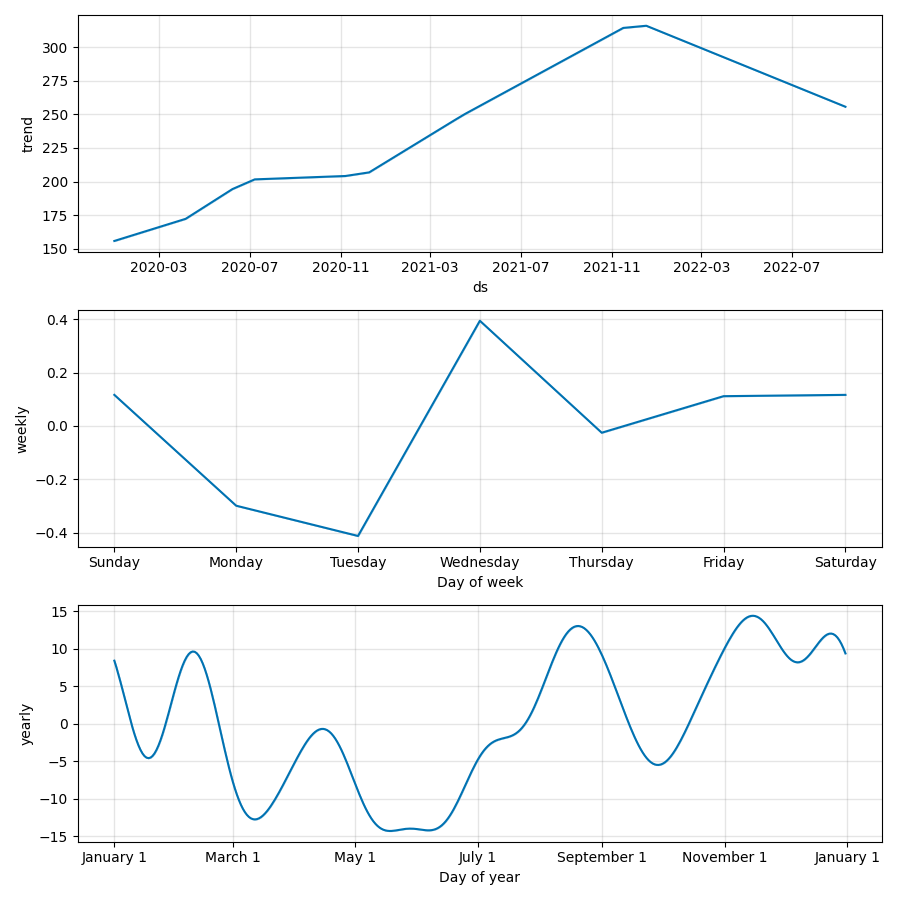 300
275
250
225
200
175
150
trend
2020-03 2020-07 2020-11 2021-03 2021-07 2021-11 2022-03 2022-07
ds
0.4
0.2
0.0
−0.2
−0.4
weekly
Sunday Monday Tuesday Wednesday Thursday Friday Saturday
Day of week
15
10
5
0
−5
−10
−15
yearly
January 1 March 1 May 1 July 1 September 1 November 1 January 1
Day of year